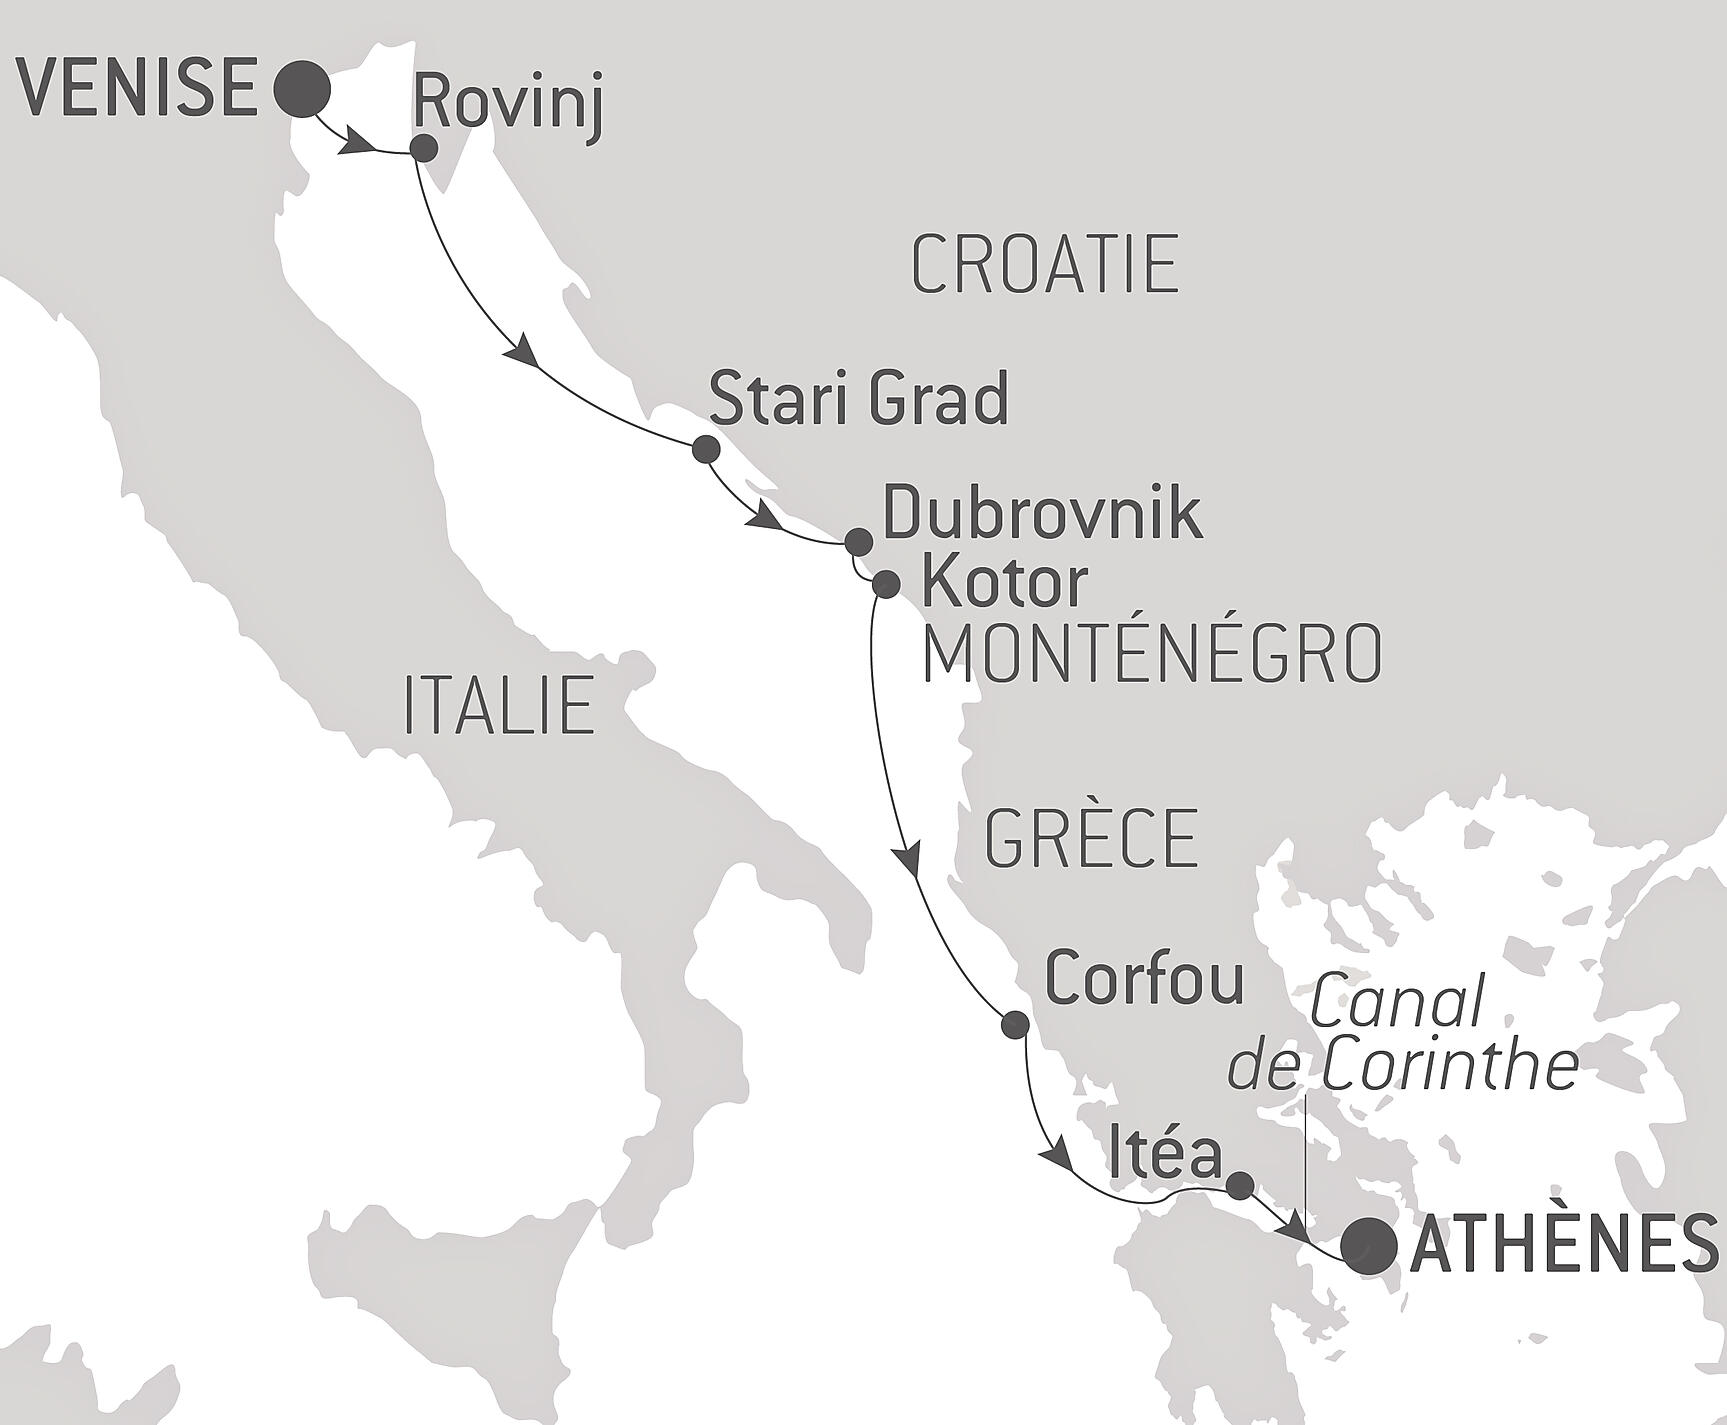 VENISE
Rovinj
CROATIE
Stari Grad
Dubrovnik
Kotor
MONTÉNÉGRO
ITALIE
GRÈCE
Corfou
Canal
de Corinthe
Itéa
ATHÈNES